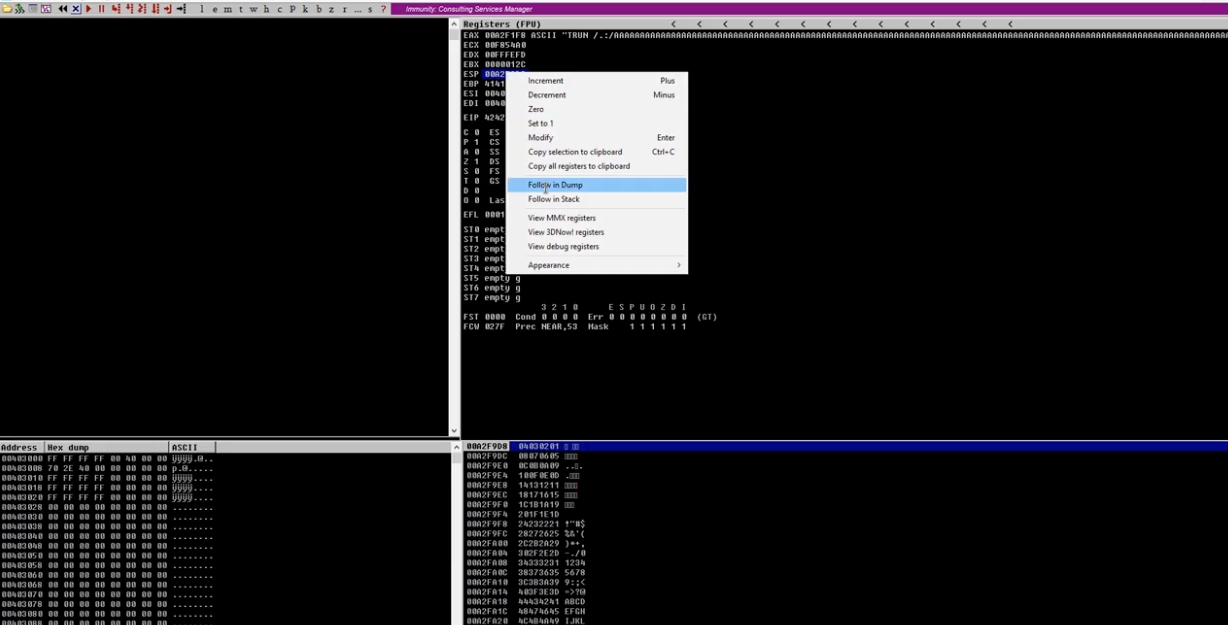 l e m t w h c P k b z r ... s ? Immunity: Consulting Services Manager
Registers (FPU) < < < < < < < < < < < < < <
EAX 00A2F1F8 ASCII "TRUN /.:/AAAAAAAAAAAAAAAAAAAAAAAAAAAAAAAAAAAAAAAAAAAAAAAAAAAAAAAAAAAAAAAAAAAAAAAAAAAAAAAAAAAAAAAAAAAAAAAA
ECX 00F854A0
EDX 00FFFEFD
EBX 0000012C
ESP 00A2
EBP 4141
ESI 0040
EDI 0040
EIP 4242
C 0 ES
P 1 CS
A 0 SS
Z 1 DS
S 0 FS
T 0 GS
D 0
O 0 Las
EFL 0001
ST0 empt
ST1 empt
ST2 empt
ST3 empt
ST4 empt
ST5 empty g
ST6 empty g
ST7 empty g
3 2 1 0 E S P U O Z D I
FST 0000 Cond 0 0 0 0 Err 0 0 0 0 0 0 0 0 (GT)
FCW 027F Prec NEAR,53 Mask 1 1 1 1 1 1
Increment Plus
Decrement Minus
Zero
Set to 1
Modify Enter
Copy selection to clipboard Ctrl+C
Copy all registers to clipboard
Follow in Dump
Follow in Stack
View MMX registers
View 3DNow! registers
View debug registers
Appearance >
Address Hex dump ASCII
00403000 FF FF FF FF 00 40 00 00 ÿÿÿÿ.@..
00403008 70 2E 40 00 00 00 00 00 p.@.....
00403010 FF FF FF FF 00 00 00 00 ÿÿÿÿ....
00403018 FF FF FF FF 00 00 00 00 ÿÿÿÿ....
00403020 FF FF FF FF 00 00 00 00 ÿÿÿÿ....
00403028 00 00 00 00 00 00 00 00 ........
00403030 00 00 00 00 00 00 00 00 ........
00403038 00 00 00 00 00 00 00 00 ........
00403040 00 00 00 00 00 00 00 00 ........
00403048 00 00 00 00 00 00 00 00 ........
00403050 00 00 00 00 00 00 00 00 ........
00403058 00 00 00 00 00 00 00 00 ........
00403060 00 00 00 00 00 00 00 00 ........
00403068 00 00 00 00 00 00 00 00 ........
00403070 00 00 00 00 00 00 00 00 ........
00403078 00 00 00 00 00 00 00 00 ........
00403080 00 00 00 00 00 00 00 00 ........
00A2F9D8 04030201
00A2F9DC 08070605
00A2F9E0 0C0B0A09
00A2F9E4 100F0E0D
00A2F9E8 14131211
00A2F9EC 18171615
00A2F9F0 1C1B1A19
00A2F9F4 201F1E1D
00A2F9F8 24232221 !"#$
00A2F9FC 28272625 %&'(
00A2FA00 2C2B2A29 )*+,
00A2FA04 302F2E2D -./0
00A2FA08 34333231 1234
00A2FA0C 38373635 5678
00A2FA10 3C3B3A39 9:;<
00A2FA14 403F3E3D =>?@
00A2FA18 44434241 ABCD
00A2FA1C 48474645 EFGH
00A2FA20 4C4B4A49 IJKL